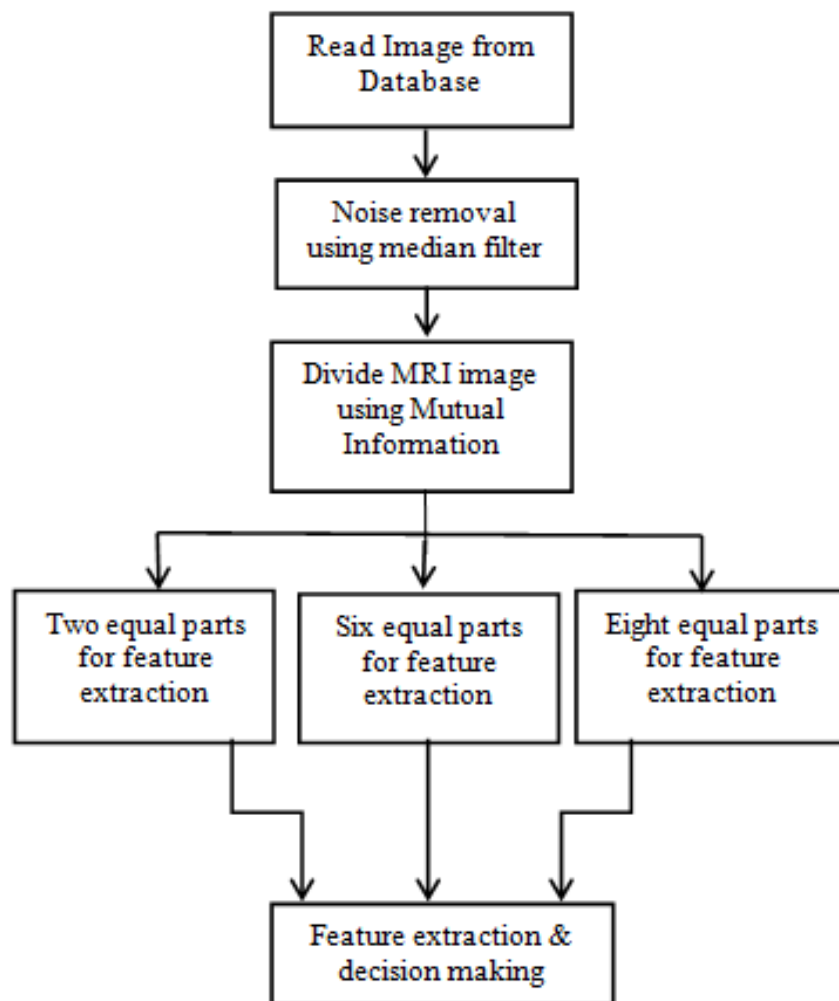 Read Image from
Database
Noise removal
using median filter
Divide MRI image
using Mutual
Information
Two equal parts
for feature
extraction
Six equal parts
for feature
extraction
Eight equal parts
for feature
extraction
Feature extraction &
decision making